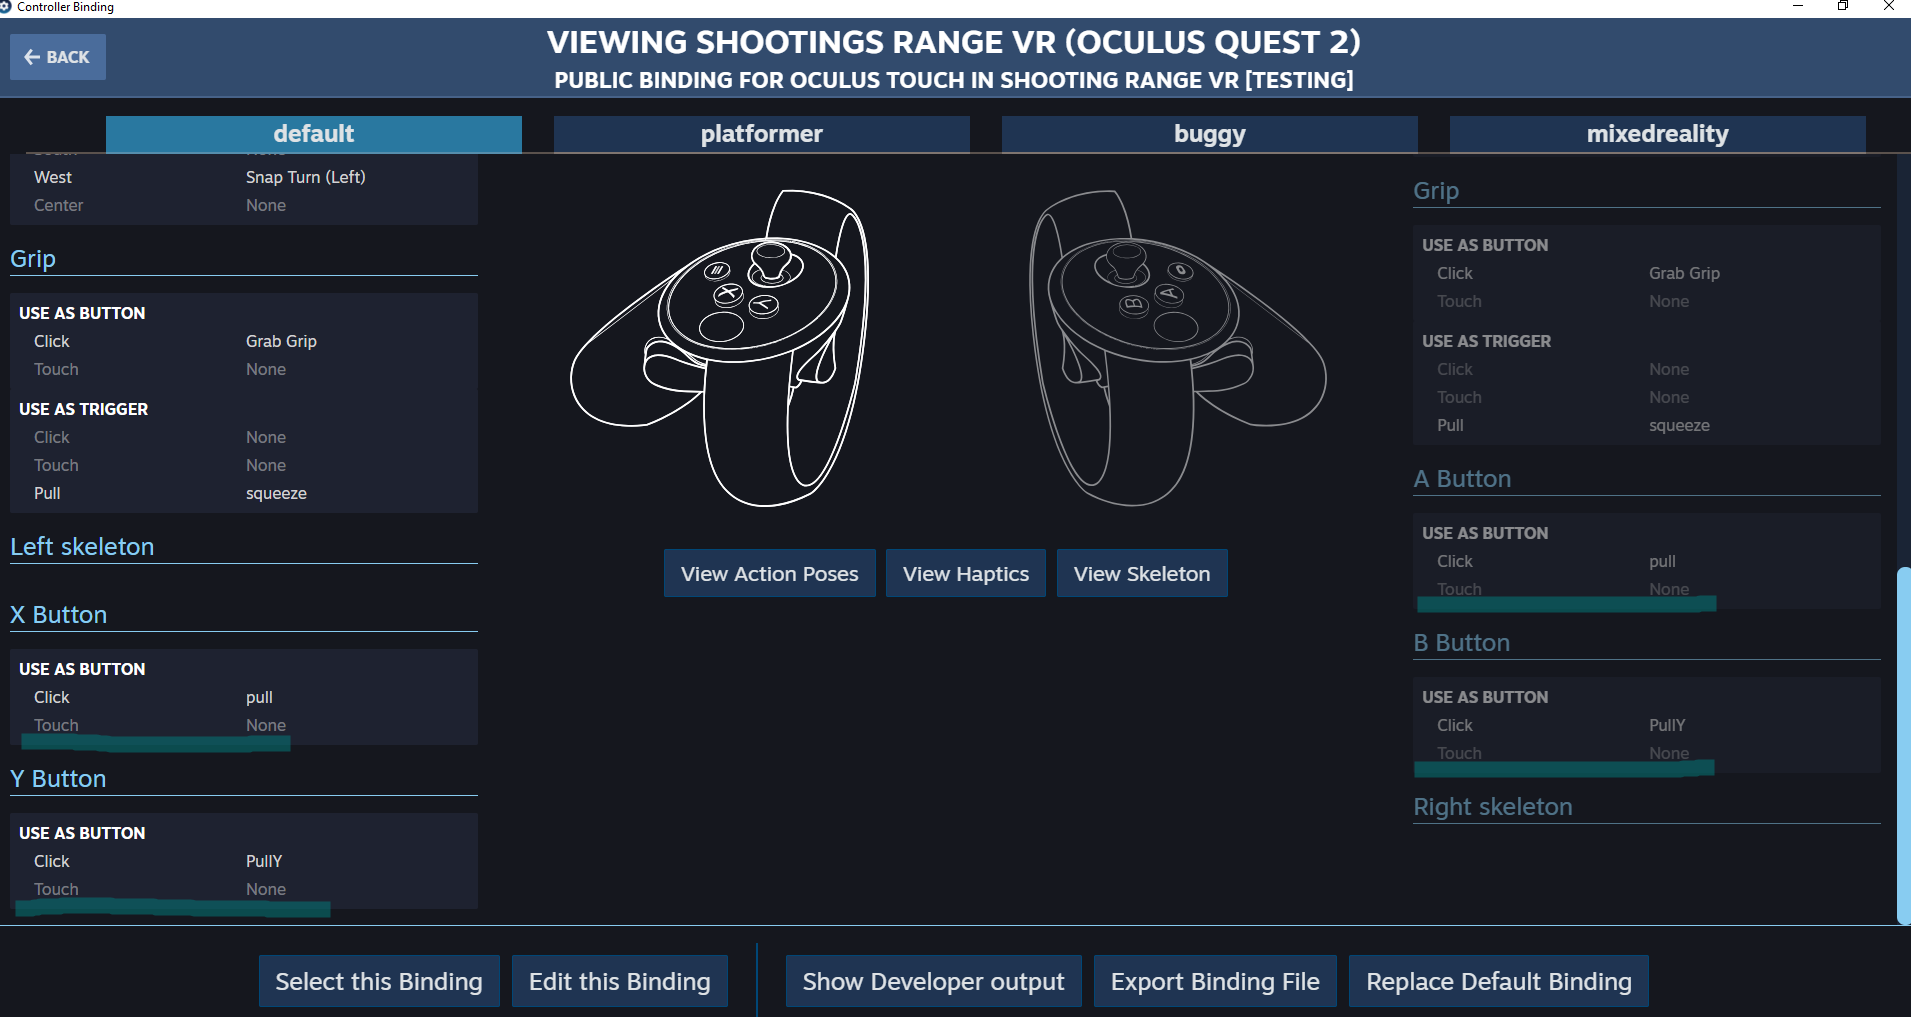 Controller Binding
← BACK
VIEWING SHOOTINGS RANGE VR (OCULUS QUEST 2)
PUBLIC BINDING FOR OCULUS TOUCH IN SHOOTING RANGE VR [TESTING]
default platformer buggy mixedreality
West Snap Turn (Left)
Center None
Grip
USE AS BUTTON
Click Grab Grip
Touch None
USE AS TRIGGER
Click None
Touch None
Pull squeeze
Left skeleton
X Button
USE AS BUTTON
Click pull
Touch None
Y Button
USE AS BUTTON
Click PullY
Touch None
X
Y
B
A
View Action Poses View Haptics View Skeleton
Grip
USE AS BUTTON
Click Grab Grip
Touch None
USE AS TRIGGER
Click None
Touch None
Pull squeeze
A Button
USE AS BUTTON
Click pull
Touch None
B Button
USE AS BUTTON
Click PullY
Touch None
Right skeleton
Select this Binding Edit this Binding Show Developer output Export Binding File Replace Default Binding